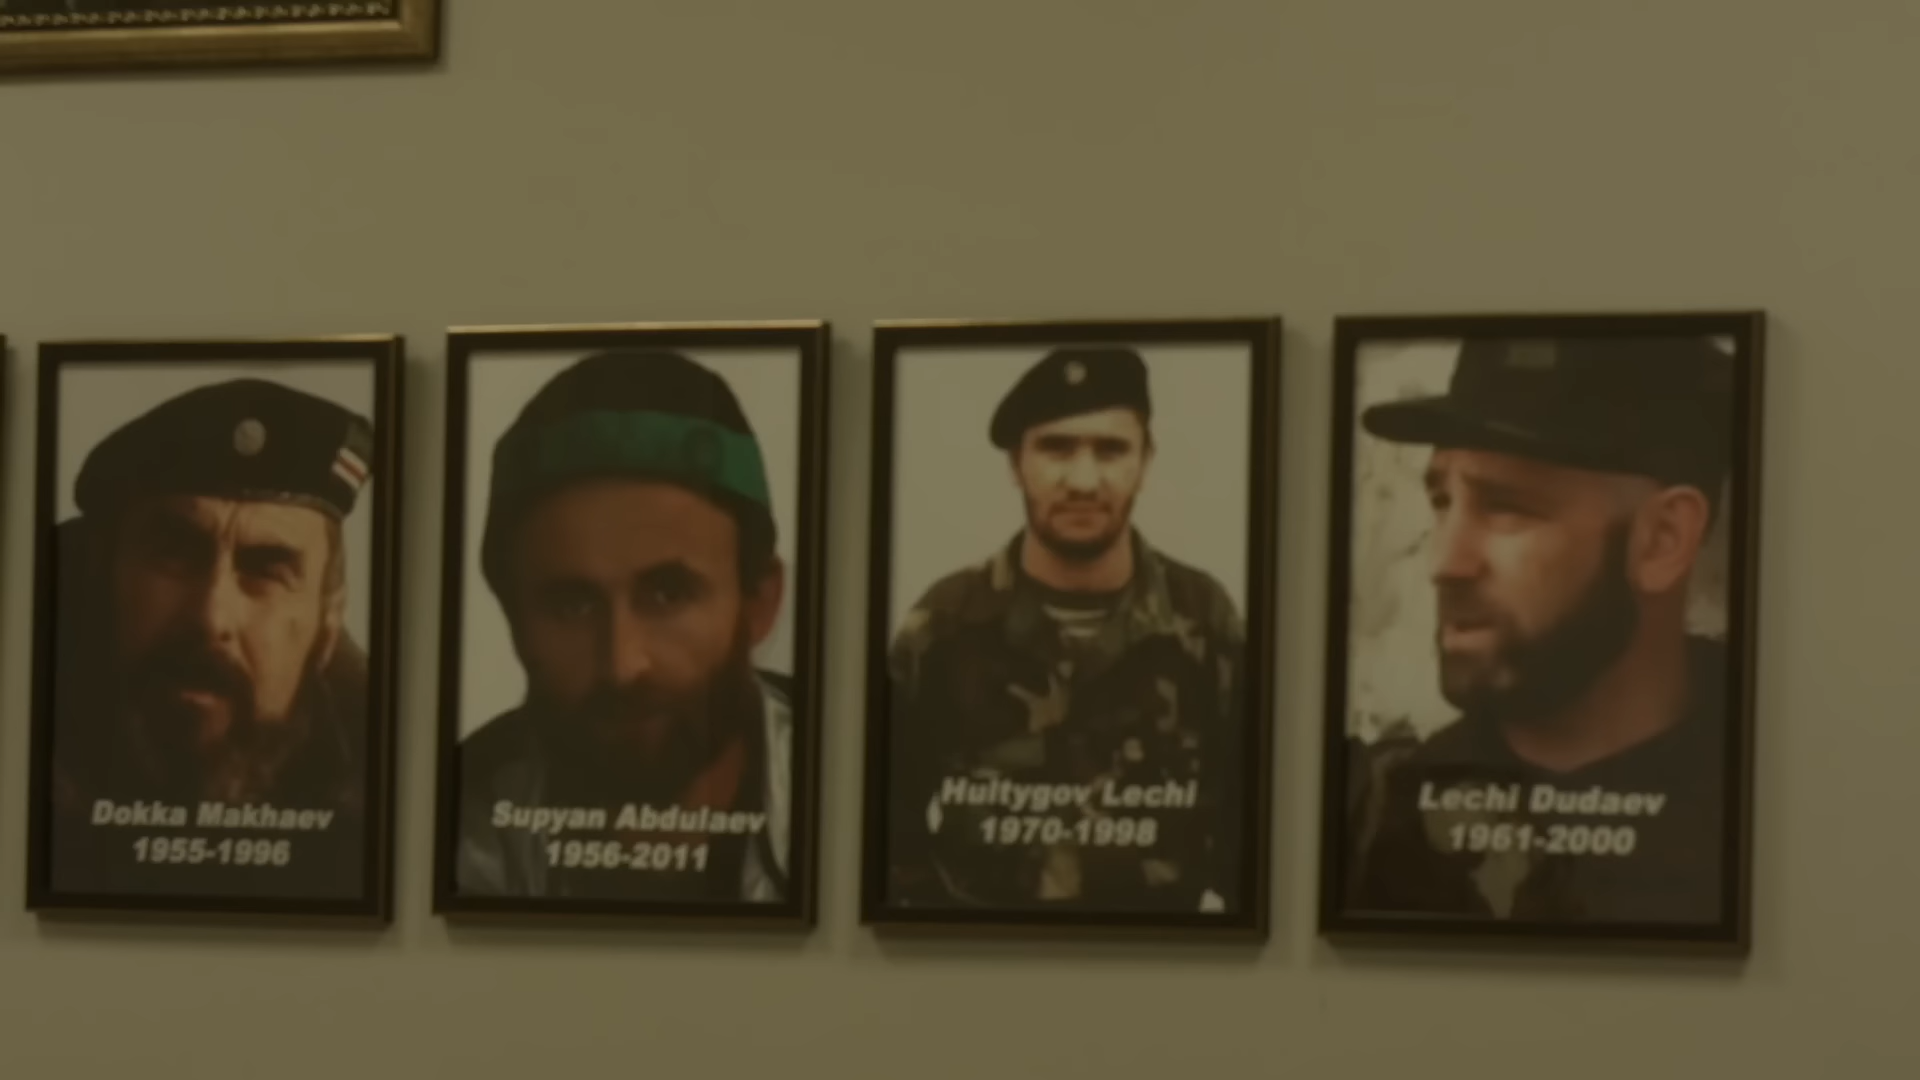 Dokka Makhaev
1955-1996
Supyan Abdulaev
1956-2011
Hultygov Lechi
1970-1998
Lechi Dudaev
1961-2000